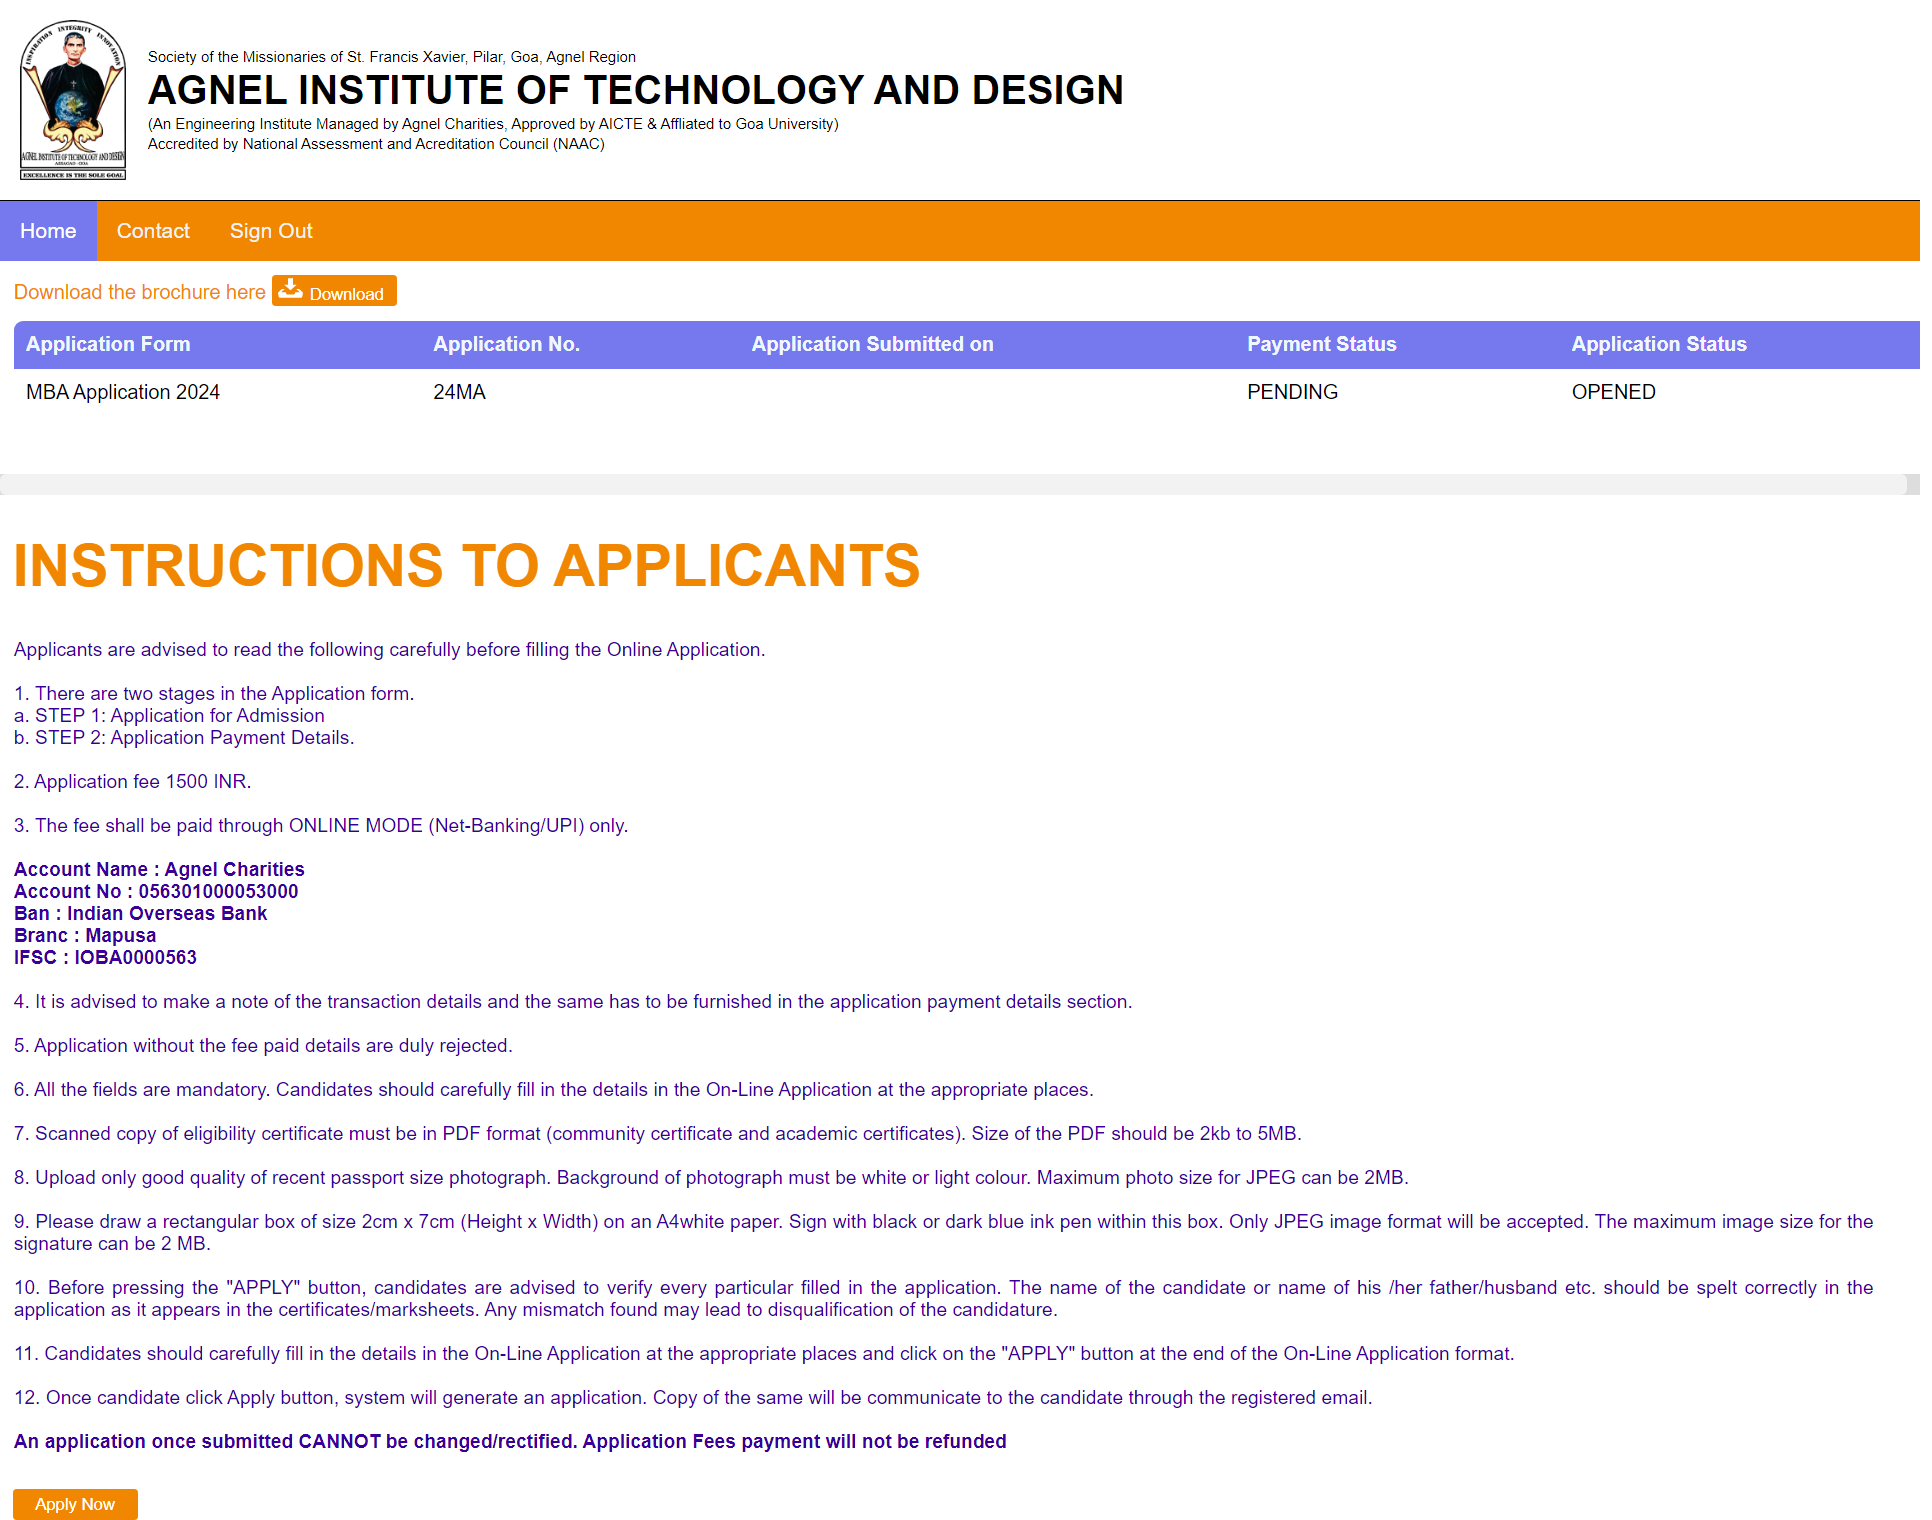 INSPIRATION INTEGRITY INNOVATION
AGNEL INSTITUTE OF TECHNOLOGY AND DESIGN
ASSAGAO - GOA
EXCELLENCE IS THE SOLE GOAL
Society of the Missionaries of St. Francis Xavier, Pilar, Goa, Agnel Region
AGNEL INSTITUTE OF TECHNOLOGY AND DESIGN
(An Engineering Institute Managed by Agnel Charities, Approved by AICTE & Affliated to Goa University)
Accredited by National Assessment and Acreditation Council (NAAC)
Home Contact Sign Out
Download the brochure here Download
Application Form Application No. Application Submitted on Payment Status Application Status
MBA Application 2024 24MA PENDING OPENED
INSTRUCTIONS TO APPLICANTS
Applicants are advised to read the following carefully before filling the Online Application.
1. There are two stages in the Application form.
a. STEP 1: Application for Admission
b. STEP 2: Application Payment Details.
2. Application fee 1500 INR.
3. The fee shall be paid through ONLINE MODE (Net-Banking/UPI) only.
Account Name : Agnel Charities
Account No : 056301000053000
Ban : Indian Overseas Bank
Branc : Mapusa
IFSC : IOBA0000563
4. It is advised to make a note of the transaction details and the same has to be furnished in the application payment details section.
5. Application without the fee paid details are duly rejected.
6. All the fields are mandatory. Candidates should carefully fill in the details in the On-Line Application at the appropriate places.
7. Scanned copy of eligibility certificate must be in PDF format (community certificate and academic certificates). Size of the PDF should be 2kb to 5MB.
8. Upload only good quality of recent passport size photograph. Background of photograph must be white or light colour. Maximum photo size for JPEG can be 2MB.
9. Please draw a rectangular box of size 2cm x 7cm (Height x Width) on an A4white paper. Sign with black or dark blue ink pen within this box. Only JPEG image format will be accepted. The maximum image size for the
signature can be 2 MB.
10. Before pressing the "APPLY" button, candidates are advised to verify every particular filled in the application. The name of the candidate or name of his /her father/husband etc. should be spelt correctly in the
application as it appears in the certificates/marksheets. Any mismatch found may lead to disqualification of the candidature.
11. Candidates should carefully fill in the details in the On-Line Application at the appropriate places and click on the "APPLY" button at the end of the On-Line Application format.
12. Once candidate click Apply button, system will generate an application. Copy of the same will be communicate to the candidate through the registered email.
An application once submitted CANNOT be changed/rectified. Application Fees payment will not be refunded
Apply Now